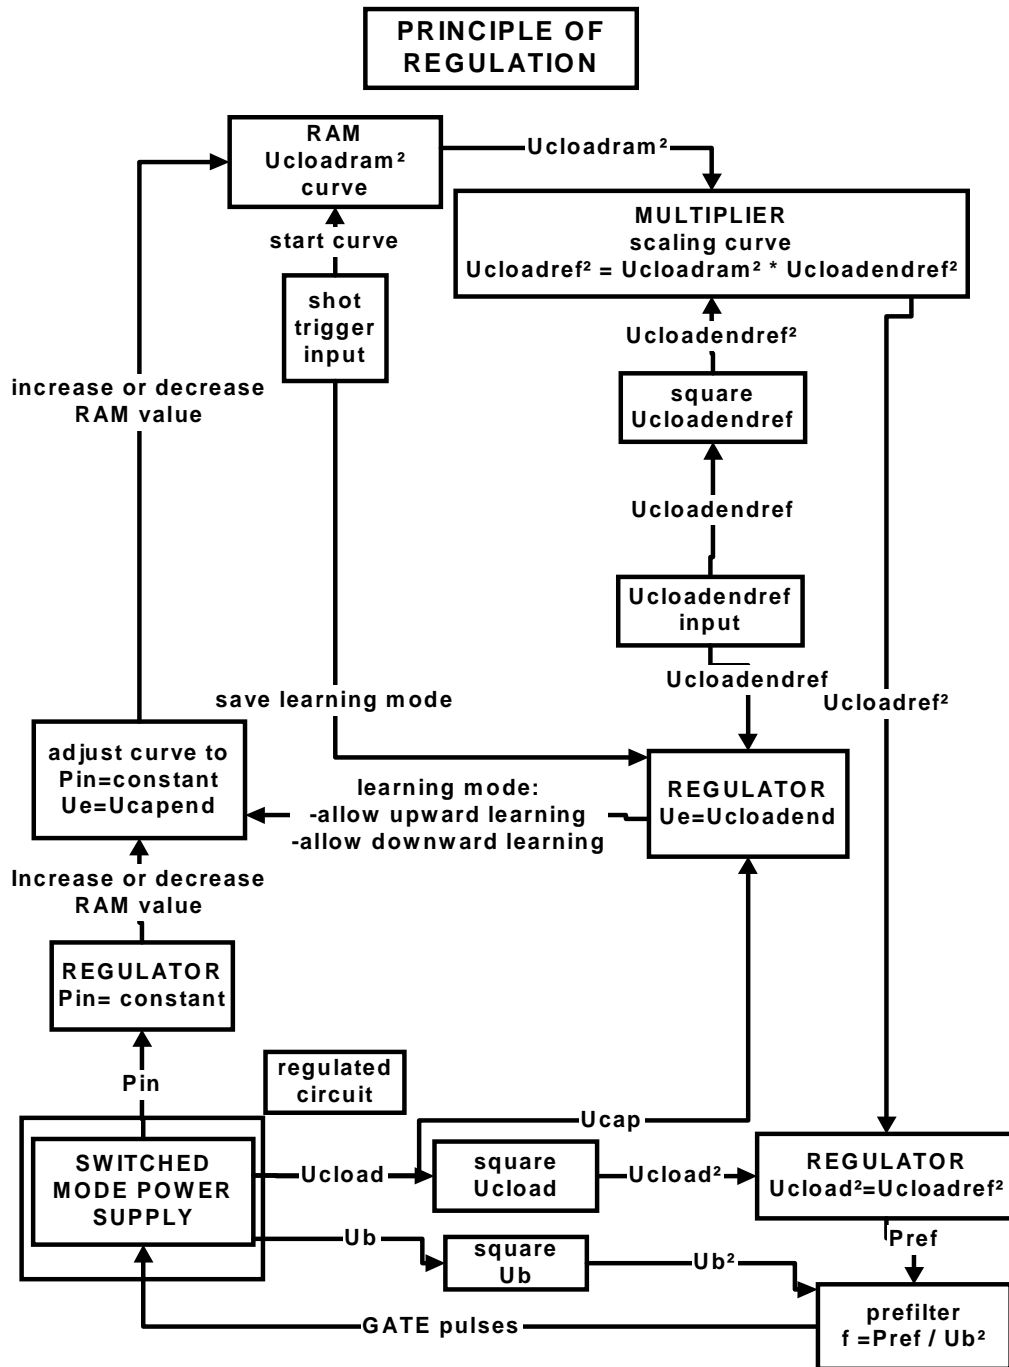 PRINCIPLE OF
REGULATION
RAM
Ucloadram²
curve
Ucloadram²
MULTIPLIER
scaling curve
Ucloadref² = Ucloadram² * Ucloadendref²
start curve
shot
trigger
input
Ucloadendref²
increase or decrease
RAM value
square
Ucloadendref
Ucloadendref
Ucloadendref
input
Ucloadendref
save learning mode
Ucloadref²
adjust curve to
Pin=constant
Ue=Ucapend
learning mode:
-allow upward learning
-allow downward learning
REGULATOR
Ue=Ucloadend
Increase or decrease
RAM value
REGULATOR
Pin= constant
Pin
regulated
circuit
Ucap
SWITCHED
MODE POWER
SUPPLY
Ucload
square
Ucload
Ucload²
REGULATOR
Ucload²=Ucloadref²
Ub
square
Ub
Ub²
Pref
GATE pulses
prefilter
f =Pref / Ub²